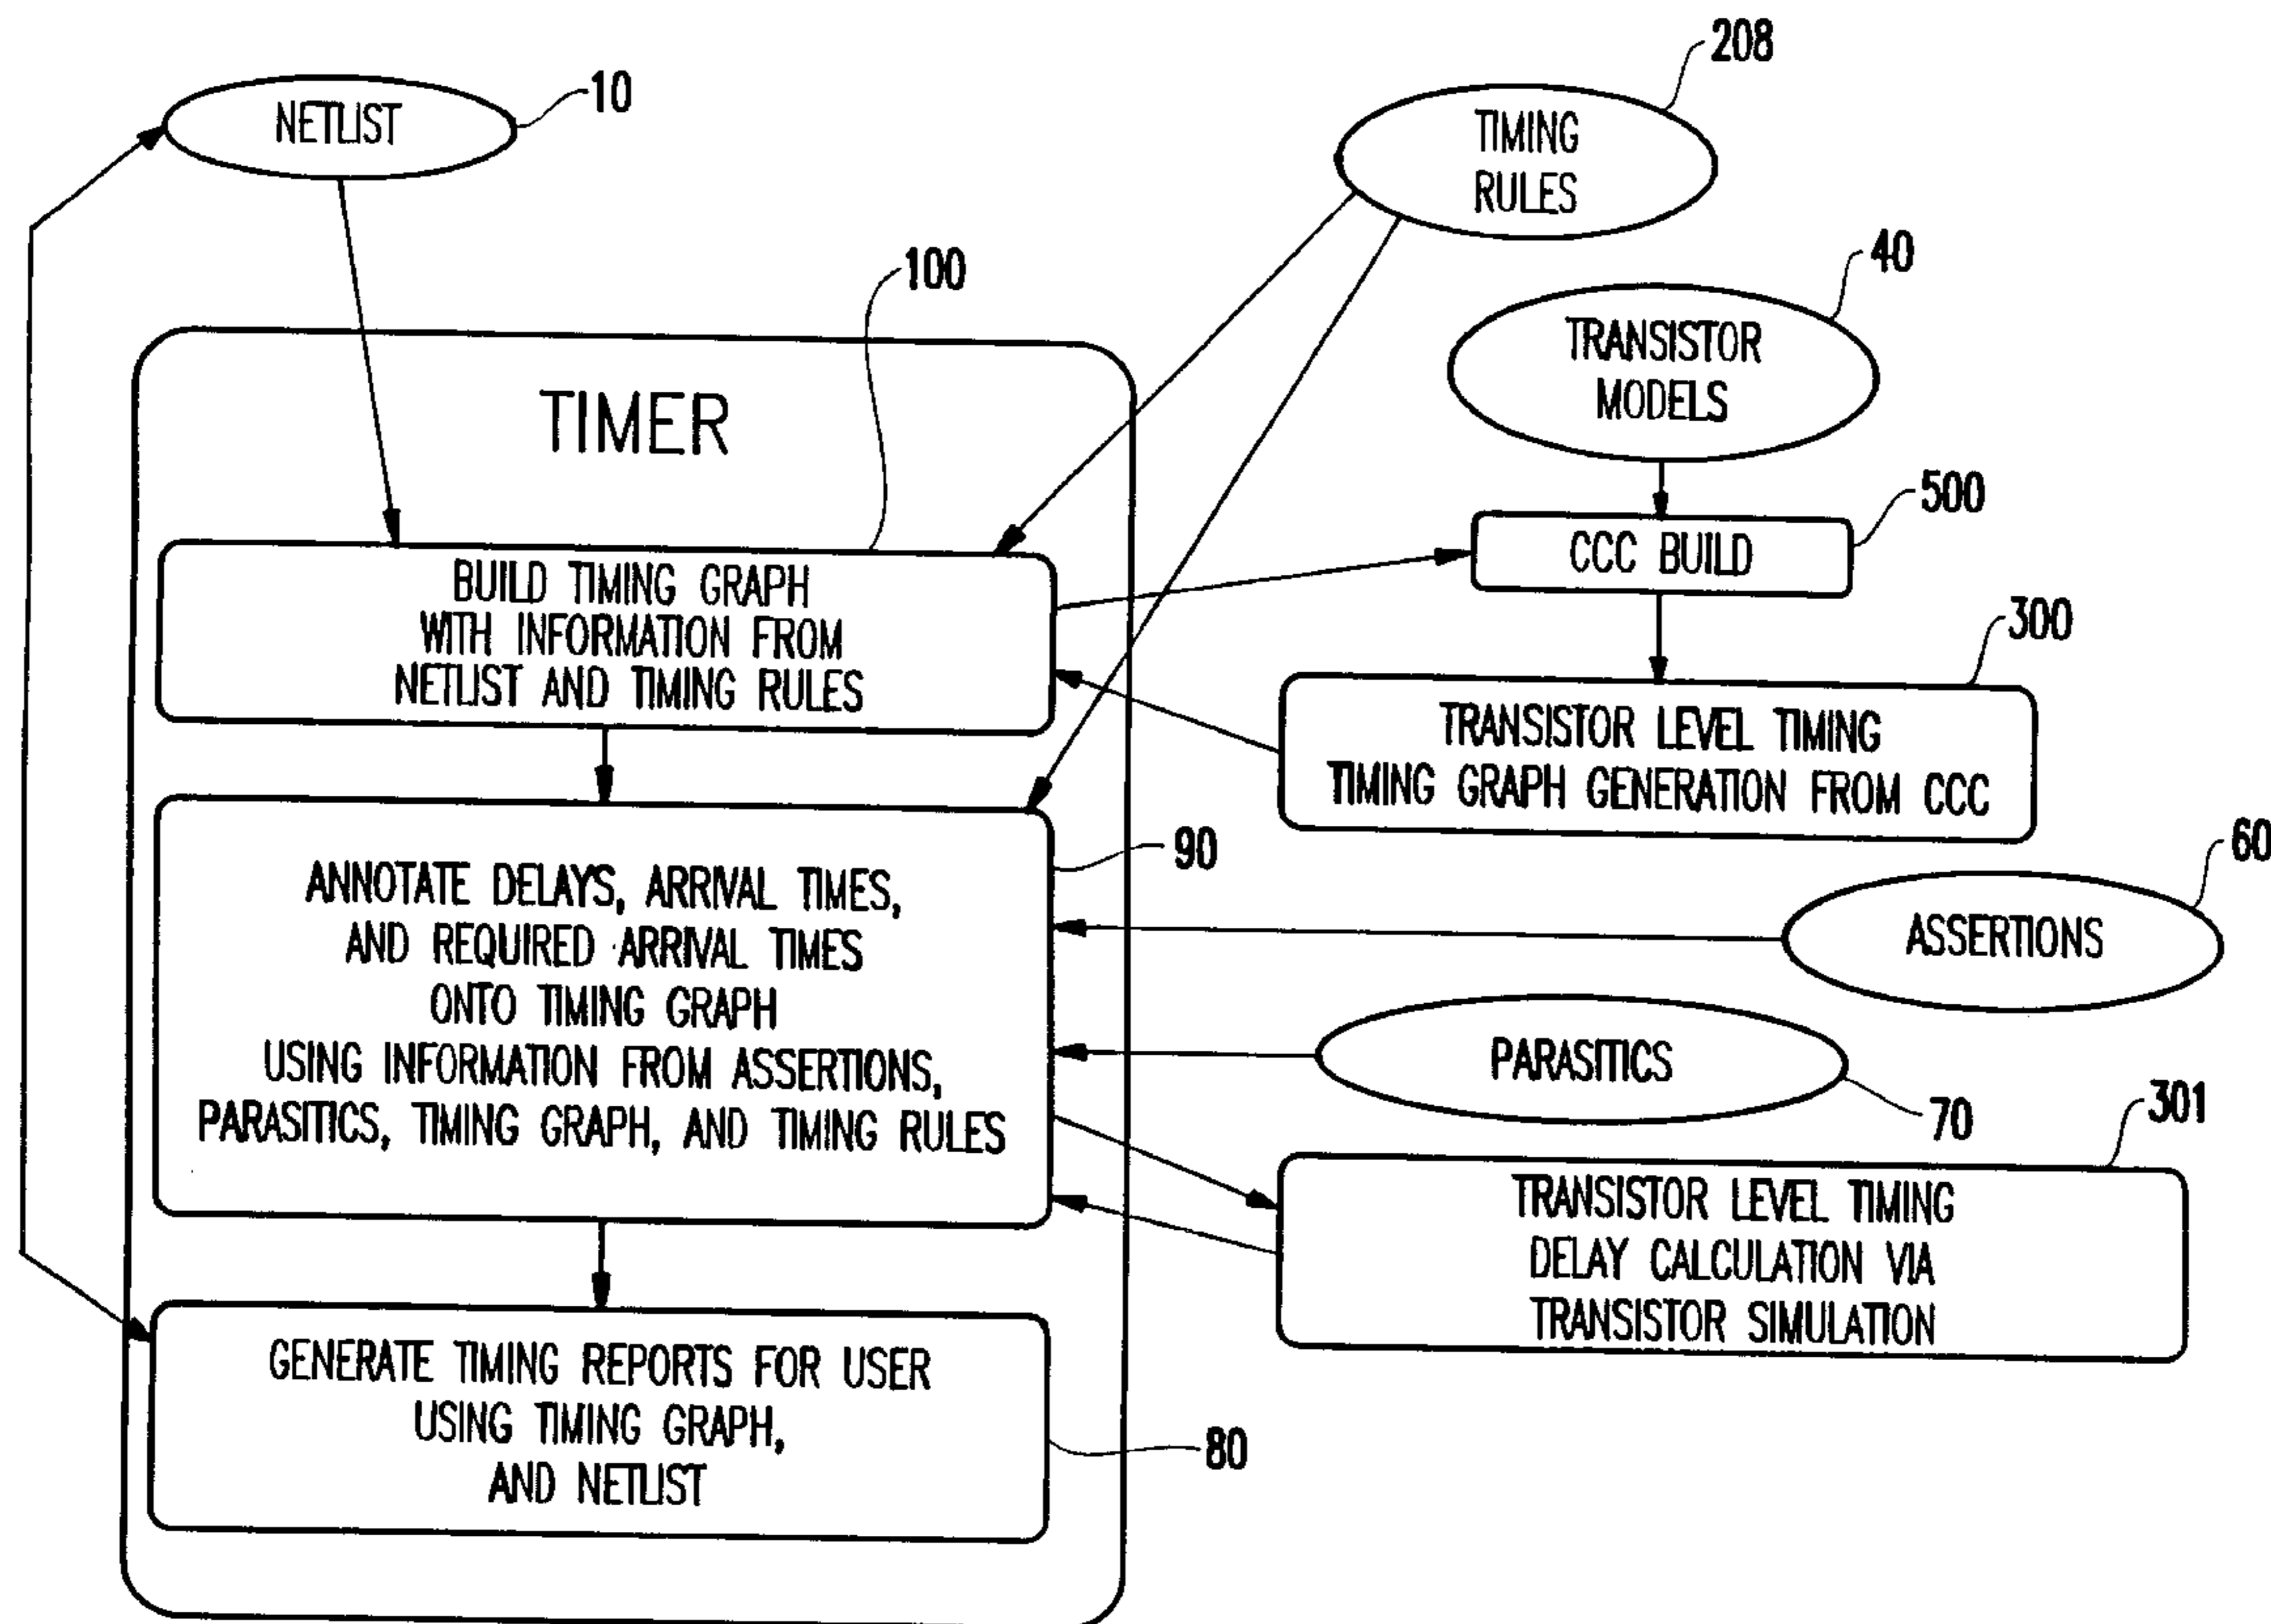 NETLIST
10
TIMING
RULES
208
TRANSISTOR
MODELS
40
100
TIMER
BUILD TIMING GRAPH
WITH INFORMATION FROM
NETLIST AND TIMING RULES
CCC BUILD
500
TRANSISTOR LEVEL TIMING
TIMING GRAPH GENERATION FROM CCC
300
ANNOTATE DELAYS, ARRIVAL TIMES,
AND REQUIRED ARRIVAL TIMES
ONTO TIMING GRAPH
USING INFORMATION FROM ASSERTIONS,
PARASITICS, TIMING GRAPH, AND TIMING RULES
90
ASSERTIONS
60
PARASITICS
70
TRANSISTOR LEVEL TIMING
DELAY CALCULATION VIA
TRANSISTOR SIMULATION
301
GENERATE TIMING REPORTS FOR USER
USING TIMING GRAPH,
AND NETLIST
80